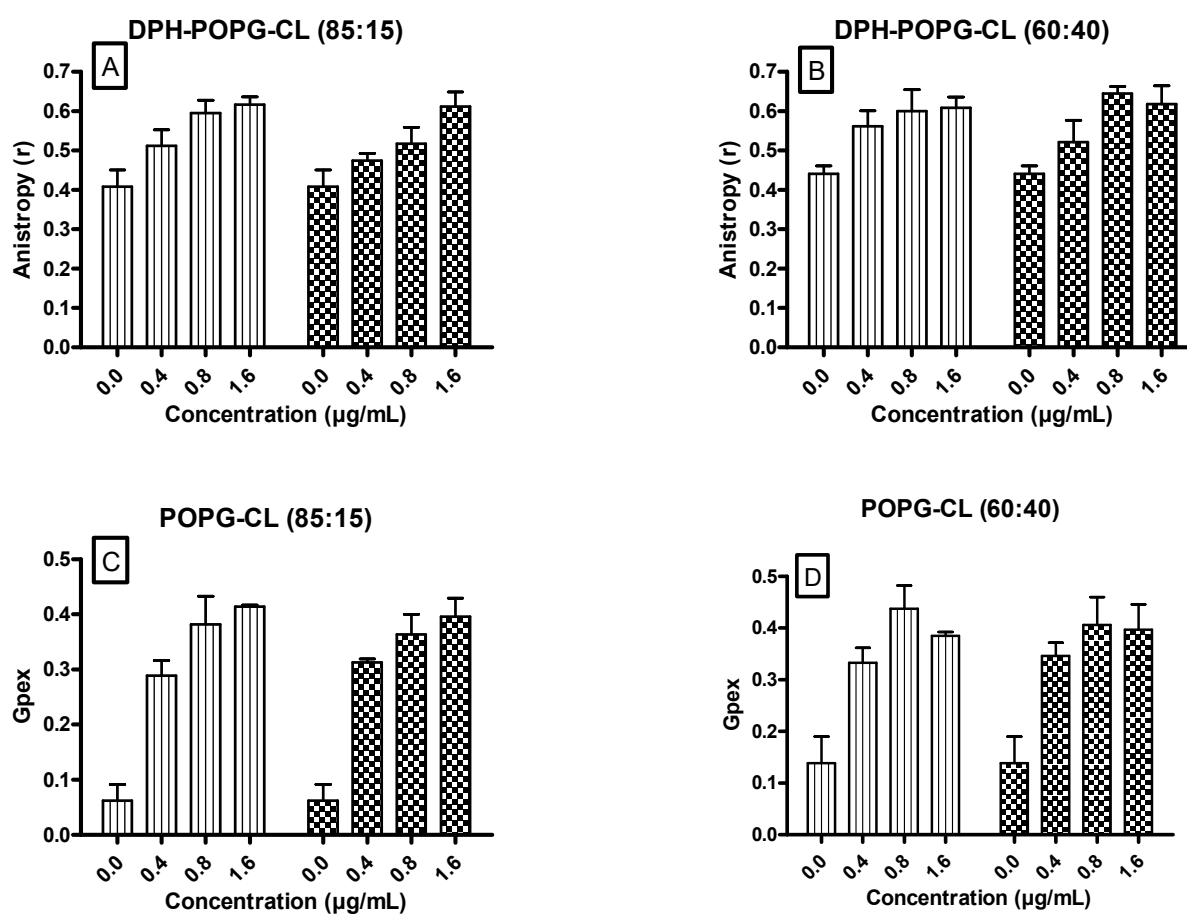 DPH-POPG-CL (85:15)
A
Anistropy (r)
0.7
0.6
0.5
0.4
0.3
0.2
0.1
0.0
0.0 0.4 0.8 1.6 0.0 0.4 0.8 1.6
Concentration (µg/mL)
DPH-POPG-CL (60:40)
B
Anistropy (r)
0.7
0.6
0.5
0.4
0.3
0.2
0.1
0.0
0.0 0.4 0.8 1.6 0.0 0.4 0.8 1.6
Concentration (µg/mL)
POPG-CL (85:15)
C
Gpex
0.5
0.4
0.3
0.2
0.1
0.0
0.0 0.4 0.8 1.6 0.0 0.4 0.8 1.6
Concentration (µg/mL)
POPG-CL (60:40)
D
Gpex
0.5
0.4
0.3
0.2
0.1
0.0
0.0 0.4 0.8 1.6 0.0 0.4 0.8 1.6
Concentration (µg/mL)